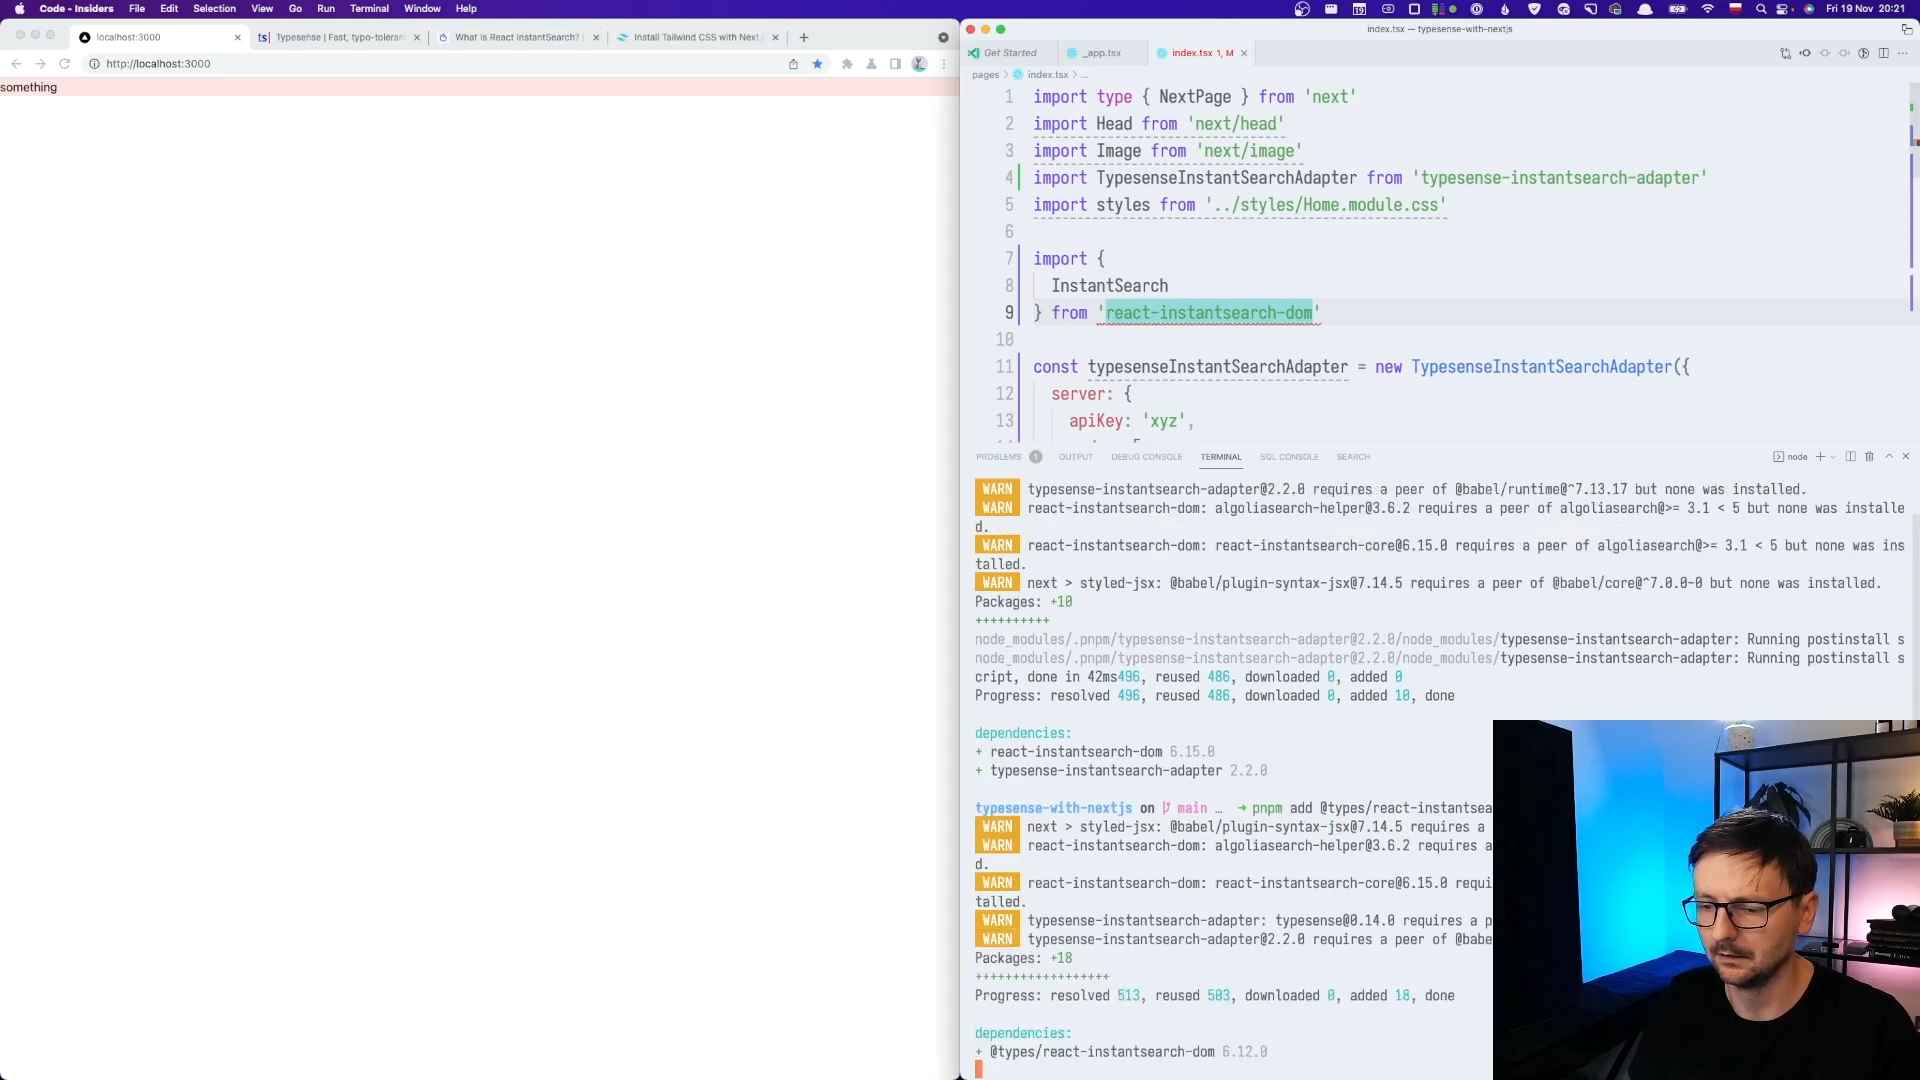 Code - Insiders File Edit Selection View Go Run Terminal Window Help Fri 19 Nov 20:21
localhost:3000 Typesense | Fast, typo-toleran What is React InstantSearch? | Install Tailwind CSS with Next.
http://localhost:3000
something
index.tsx — typesense-with-nextjs
Get Started _app.tsx index.tsx 1, M
pages > index.tsx > ...
1 import type { NextPage } from 'next'
2 import Head from 'next/head'
3 import Image from 'next/image'
4 import TypesenseInstantSearchAdapter from 'typesense-instantsearch-adapter'
5 import styles from '../styles/Home.module.css'
6
7 import {
8 InstantSearch
9 } from 'react-instantsearch-dom'
10
11 const typesenseInstantSearchAdapter = new TypesenseInstantSearchAdapter({
12 server: {
13 apiKey: 'xyz',
PROBLEMS 1 OUTPUT DEBUG CONSOLE TERMINAL SQL CONSOLE SEARCH node
WARN typesense-instantsearch-adapter@2.2.0 requires a peer of @babel/runtime@^7.13.17 but none was installed.
WARN react-instantsearch-dom: algoliasearch-helper@3.6.2 requires a peer of algoliasearch@>= 3.1 < 5 but none was installe
d.
WARN react-instantsearch-dom: react-instantsearch-core@6.15.0 requires a peer of algoliasearch@>= 3.1 < 5 but none was ins
talled.
WARN next > styled-jsx: @babel/plugin-syntax-jsx@7.14.5 requires a peer of @babel/core@^7.0.0-0 but none was installed.
Packages: +10
++++++++++
node_modules/.pnpm/typesense-instantsearch-adapter@2.2.0/node_modules/typesense-instantsearch-adapter: Running postinstall s
node_modules/.pnpm/typesense-instantsearch-adapter@2.2.0/node_modules/typesense-instantsearch-adapter: Running postinstall s
cript, done in 42ms496, reused 486, downloaded 0, added 0
Progress: resolved 496, reused 486, downloaded 0, added 10, done
dependencies:
+ react-instantsearch-dom 6.15.0
+ typesense-instantsearch-adapter 2.2.0
typesense-with-nextjs on main … → pnpm add @types/react-instantsea
WARN next > styled-jsx: @babel/plugin-syntax-jsx@7.14.5 requires a
WARN react-instantsearch-dom: algoliasearch-helper@3.6.2 requires a
d.
WARN react-instantsearch-dom: react-instantsearch-core@6.15.0 requi
talled.
WARN typesense-instantsearch-adapter: typesense@0.14.0 requires a p
WARN typesense-instantsearch-adapter@2.2.0 requires a peer of @babe
Packages: +18
++++++++++++++++++
Progress: resolved 513, reused 503, downloaded 0, added 18, done
dependencies:
+ @types/react-instantsearch-dom 6.12.0